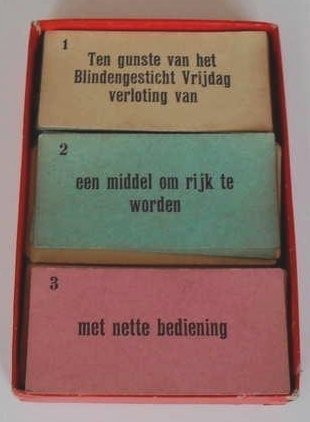 1
Ten gunste van het
Blindengesticht Vrijdag
verloting van
2
een middel om rijk te
worden
3
met nette bediening